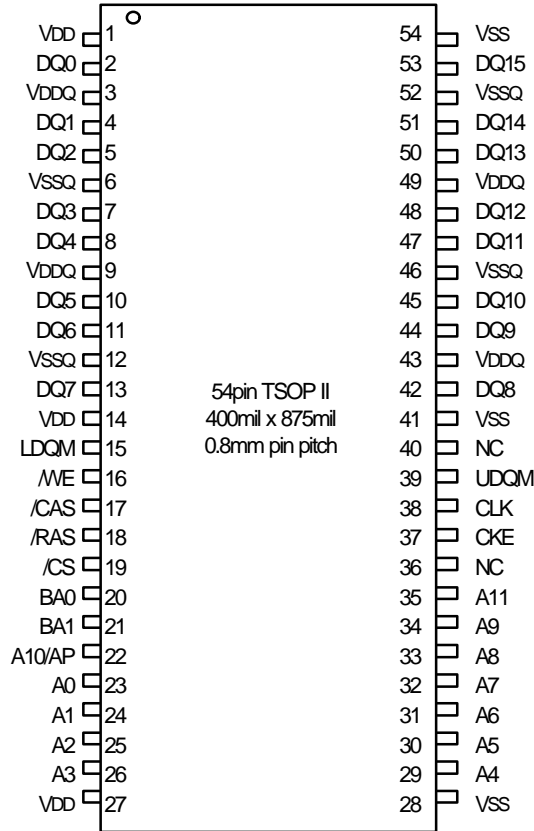 VDD 1 54 VSS
DQ0 2 53 DQ15
VDDQ 3 52 VSSQ
DQ1 4 51 DQ14
DQ2 5 50 DQ13
VSSQ 6 49 VDDQ
DQ3 7 48 DQ12
DQ4 8 47 DQ11
VDDQ 9 46 VSSQ
DQ5 10 45 DQ10
DQ6 11 44 DQ9
VSSQ 12 43 VDDQ
DQ7 13 54pin TSOP II 42 DQ8
VDD 14 400mil x 875mil 41 VSS
LDQM 15 0.8mm pin pitch 40 NC
/WE 16 39 UDQM
/CAS 17 38 CLK
/RAS 18 37 CKE
/CS 19 36 NC
BA0 20 35 A11
BA1 21 34 A9
A10/AP 22 33 A8
A0 23 32 A7
A1 24 31 A6
A2 25 30 A5
A3 26 29 A4
VDD 27 28 VSS